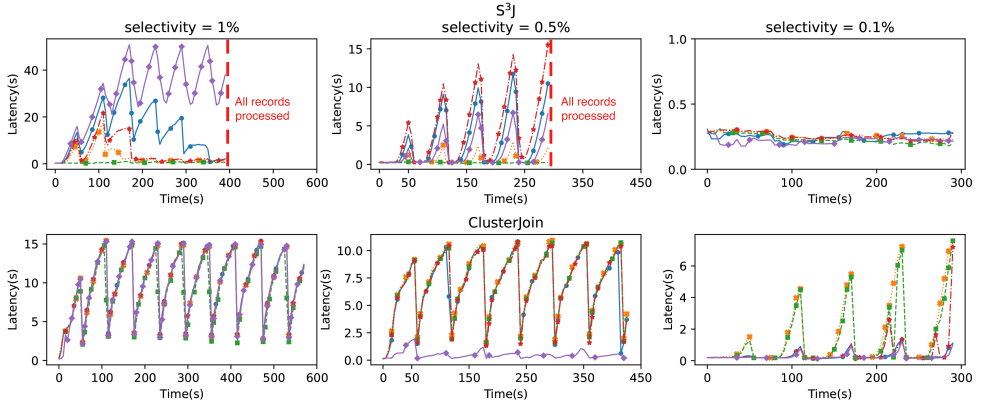 S³J
selectivity = 1%
selectivity = 0.5%
selectivity = 0.1%
Latency(s)
40
20
0
All records
processed
0 100 200 300 400 500 600
Time(s)
Latency(s)
15
10
5
0
All records
processed
0 50 150 250 350 450
Time(s)
Latency(s)
1.0
0.5
0.0
0 100 200 300
Time(s)
ClusterJoin
Latency(s)
15
10
5
0
0 100 200 300 400 500 600
Time(s)
Latency(s)
10.0
7.5
5.0
2.5
0.0
0 50 150 250 350 450
Time(s)
Latency(s)
6
4
2
0
0 100 200 300
Time(s)